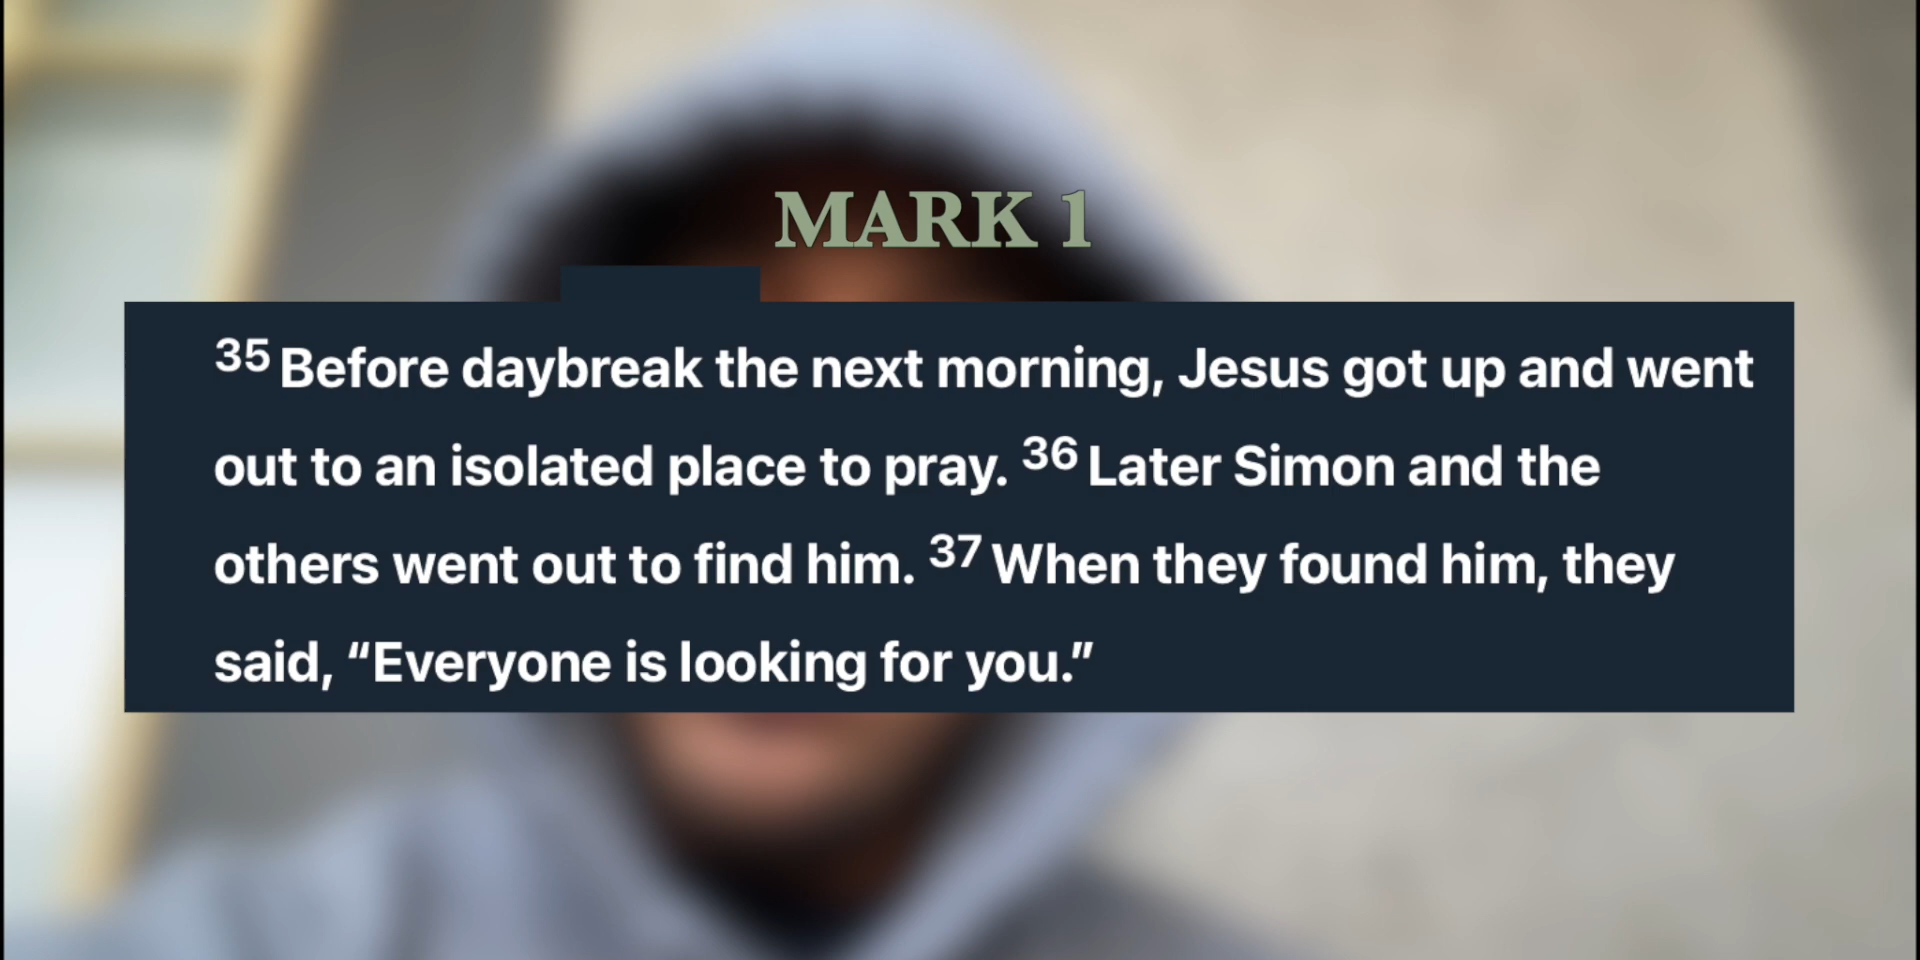 MARK 1
35 Before daybreak the next morning, Jesus got up and went
out to an isolated place to pray. 36 Later Simon and the
others went out to find him. 37 When they found him, they
said, “Everyone is looking for you.”